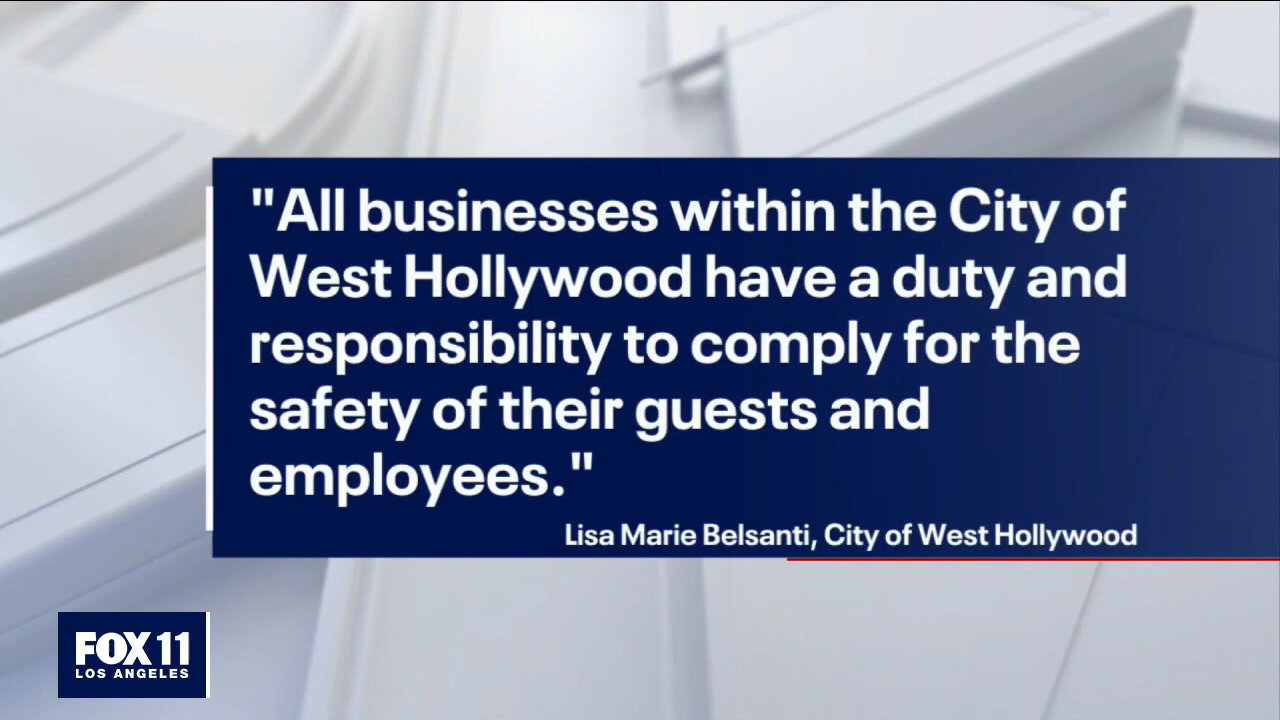 "All businesses within the City of
West Hollywood have a duty and
responsibility to comply for the
safety of their guests and
employees."
Lisa Marie Belsanti, City of West Hollywood
FOX 11
LOS ANGELES